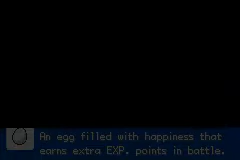 An egg filled with happiness that
earns extra EXP. points in battle.